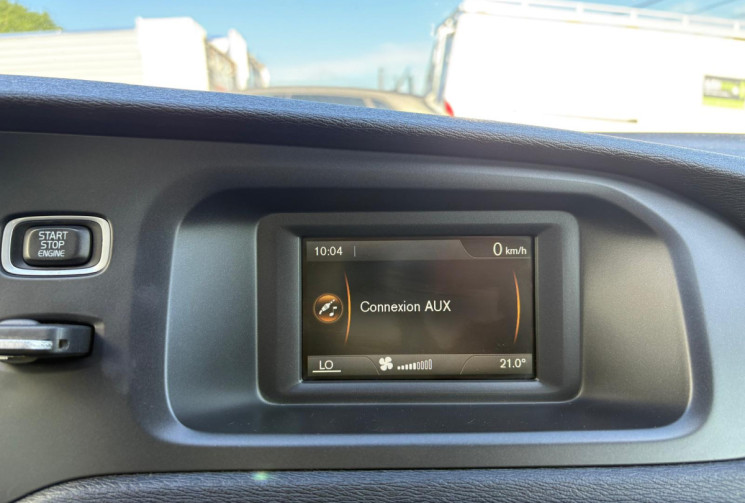 START
STOP
ENGINE
10:04
0 km/h
Connexion AUX
LO
21.0°